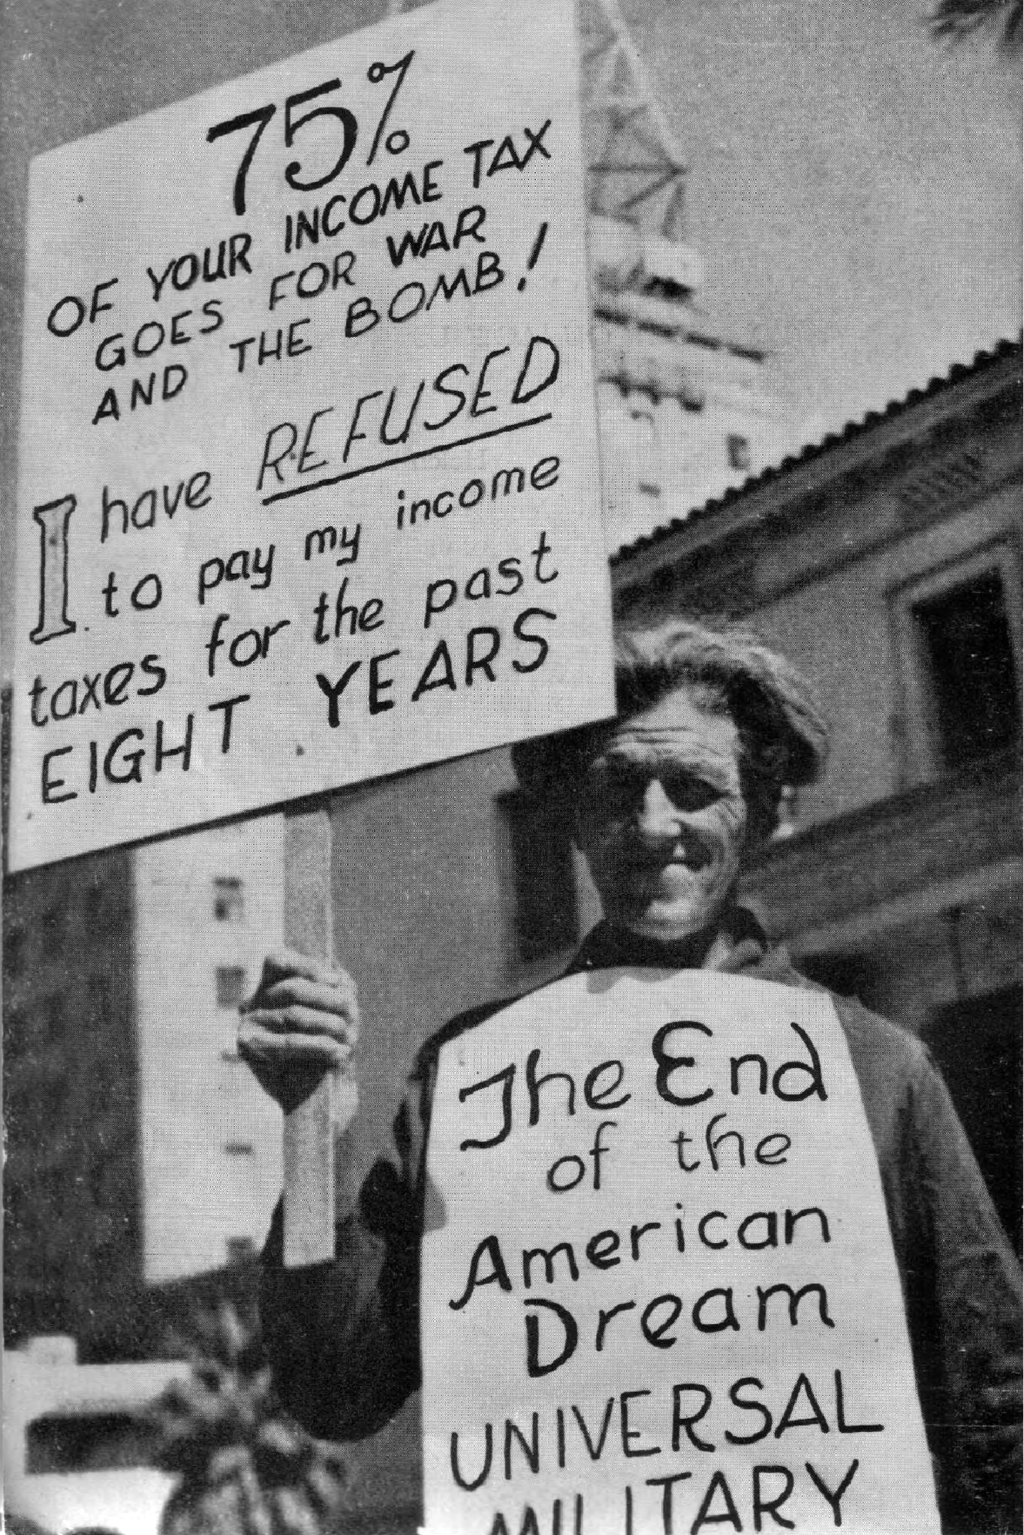 75%
OF YOUR INCOME TAX
GOES FOR WAR
AND THE BOMB!
I have REFUSED
to pay my income
taxes for the past
EIGHT YEARS
The End
of the
American
Dream
UNIVERSAL
MILITARY